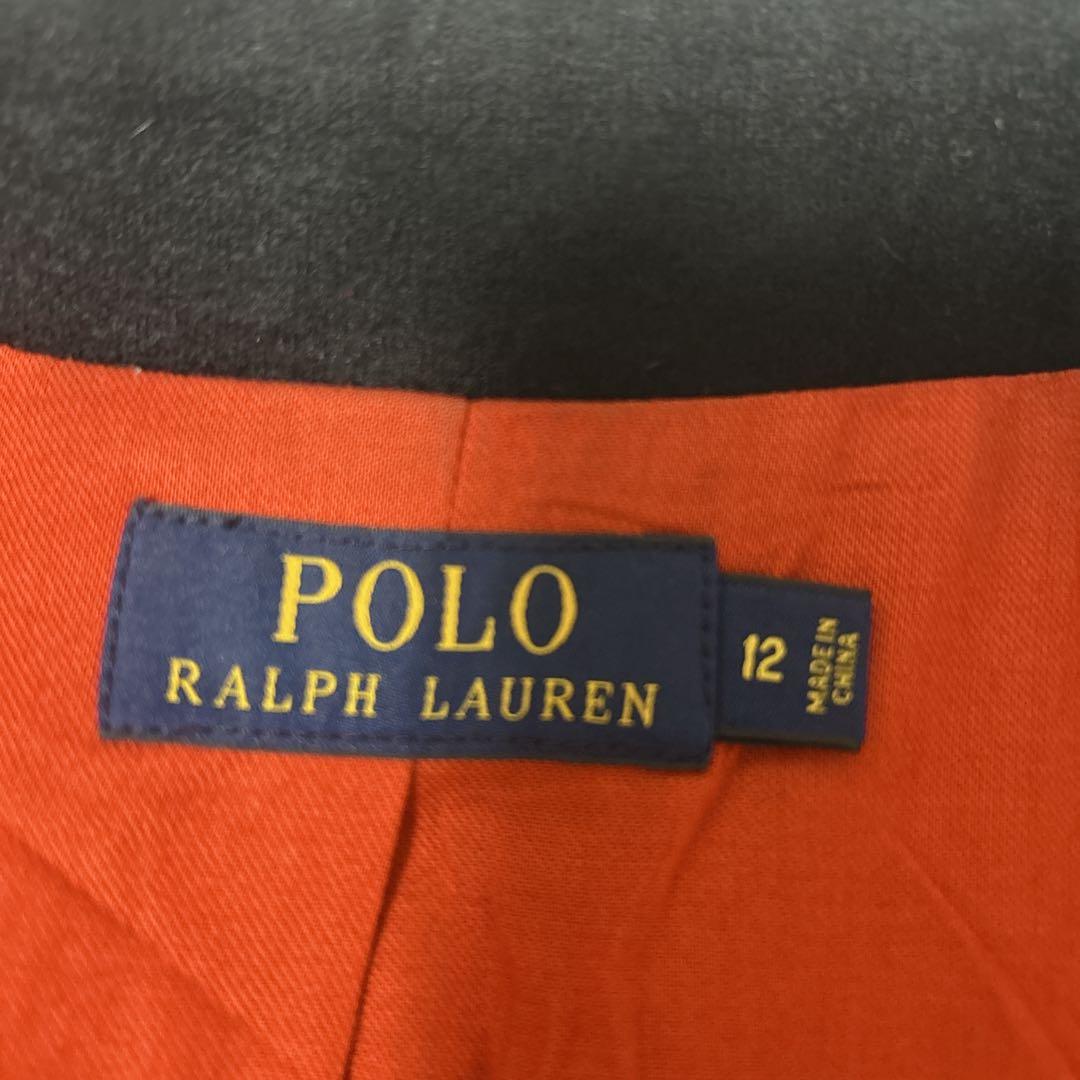 POLO
RALPH LAUREN
12
MADE IN
CHINA